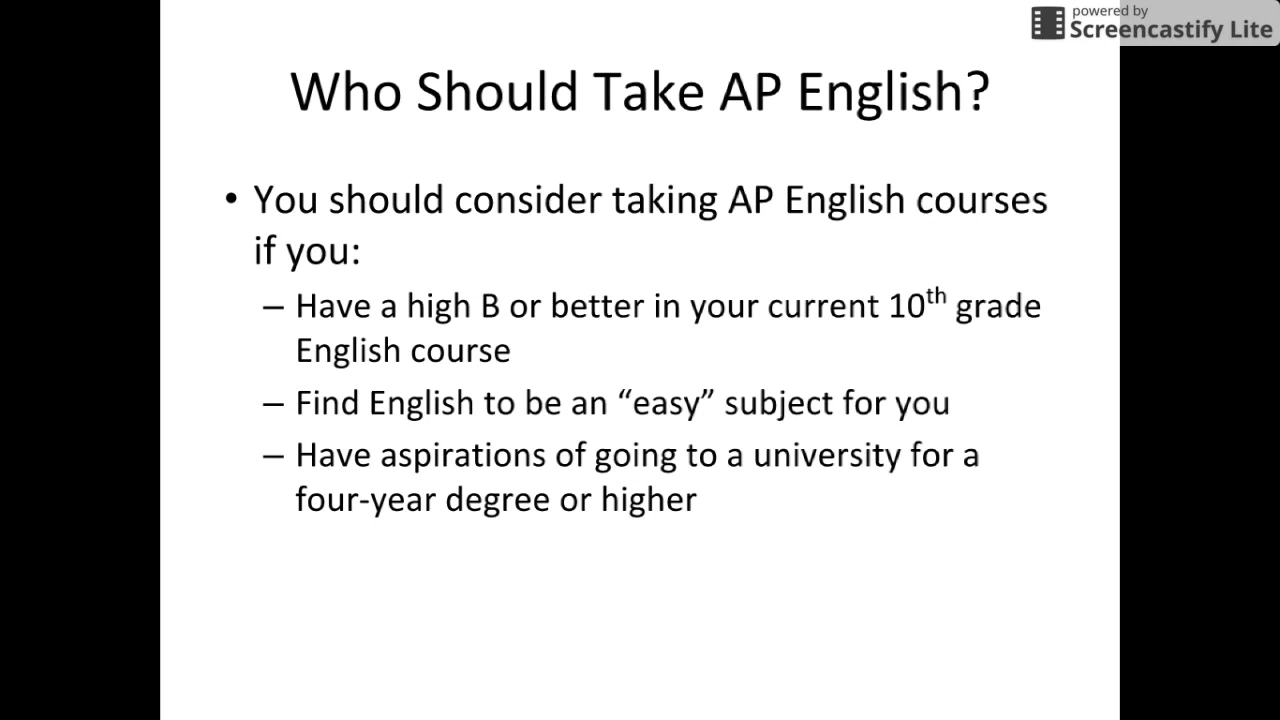 powered by
Screencastify Lite
Who Should Take AP English?
• You should consider taking AP English courses
if you:
– Have a high B or better in your current 10th grade
English course
– Find English to be an “easy” subject for you
– Have aspirations of going to a university for a
four-year degree or higher